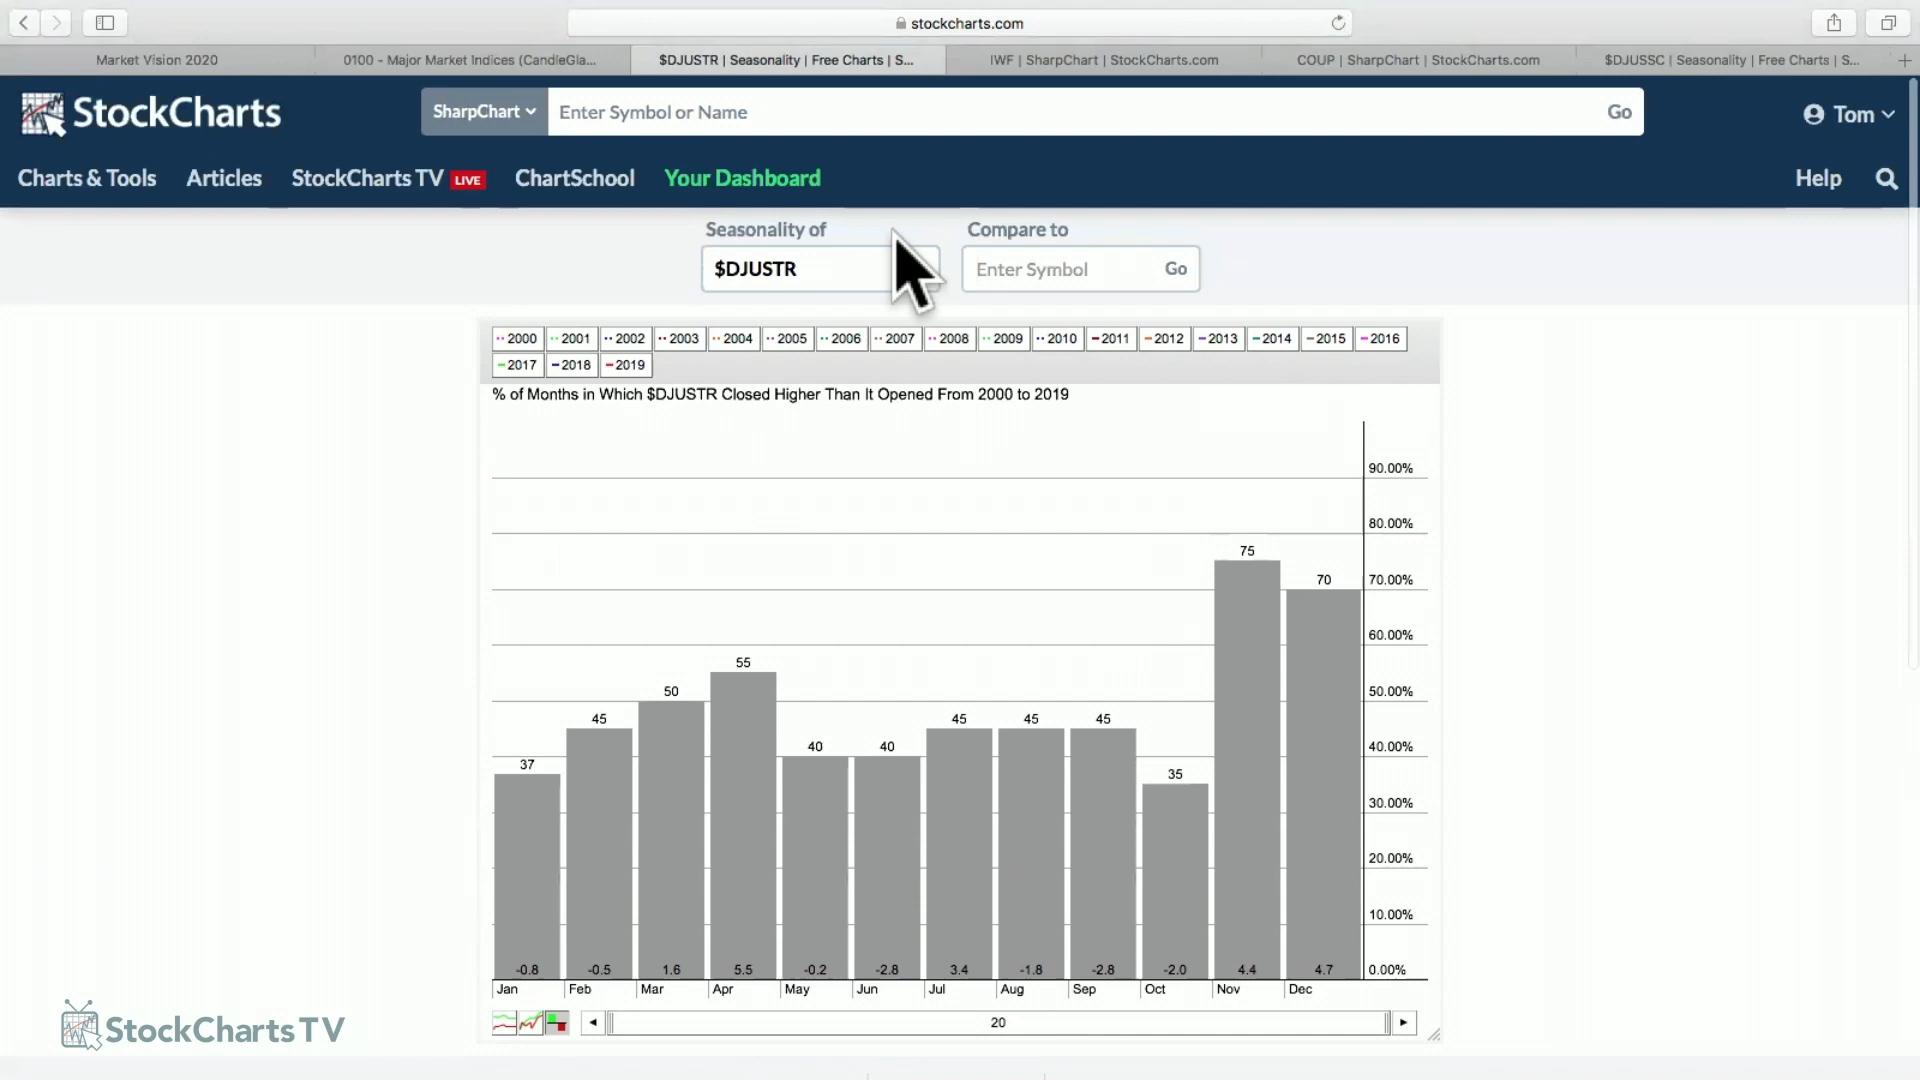 stockcharts.com
Market Vision 2020
0100 - Major Market Indices (CandleGla...
$DJUSTR | Seasonality | Free Charts | S...
IWF | SharpChart | StockCharts.com
COUP | SharpChart | StockCharts.com
$DJUSSC | Seasonality | Free Charts | S...
StockCharts
SharpChart
Enter Symbol or Name
Go
Tom
Charts & Tools
Articles
StockCharts TV LIVE
ChartSchool
Your Dashboard
Help
Seasonality of
Compare to
$DJUSTR
Enter Symbol
Go
2000 2001 2002 2003 2004 2005 2006 2007 2008 2009 2010 2011 2012 2013 2014 2015 2016
2017 2018 2019
% of Months in Which $DJUSTR Closed Higher Than It Opened From 2000 to 2019
90.00%
80.00%
70.00%
60.00%
50.00%
40.00%
30.00%
20.00%
10.00%
0.00%
37 45 50 55 40 40 45 45 45 35 75 70
-0.8 -0.5 1.6 5.5 -0.2 -2.8 3.4 -1.8 -2.8 -2.0 4.4 4.7
Jan Feb Mar Apr May Jun Jul Aug Sep Oct Nov Dec
20
StockCharts TV